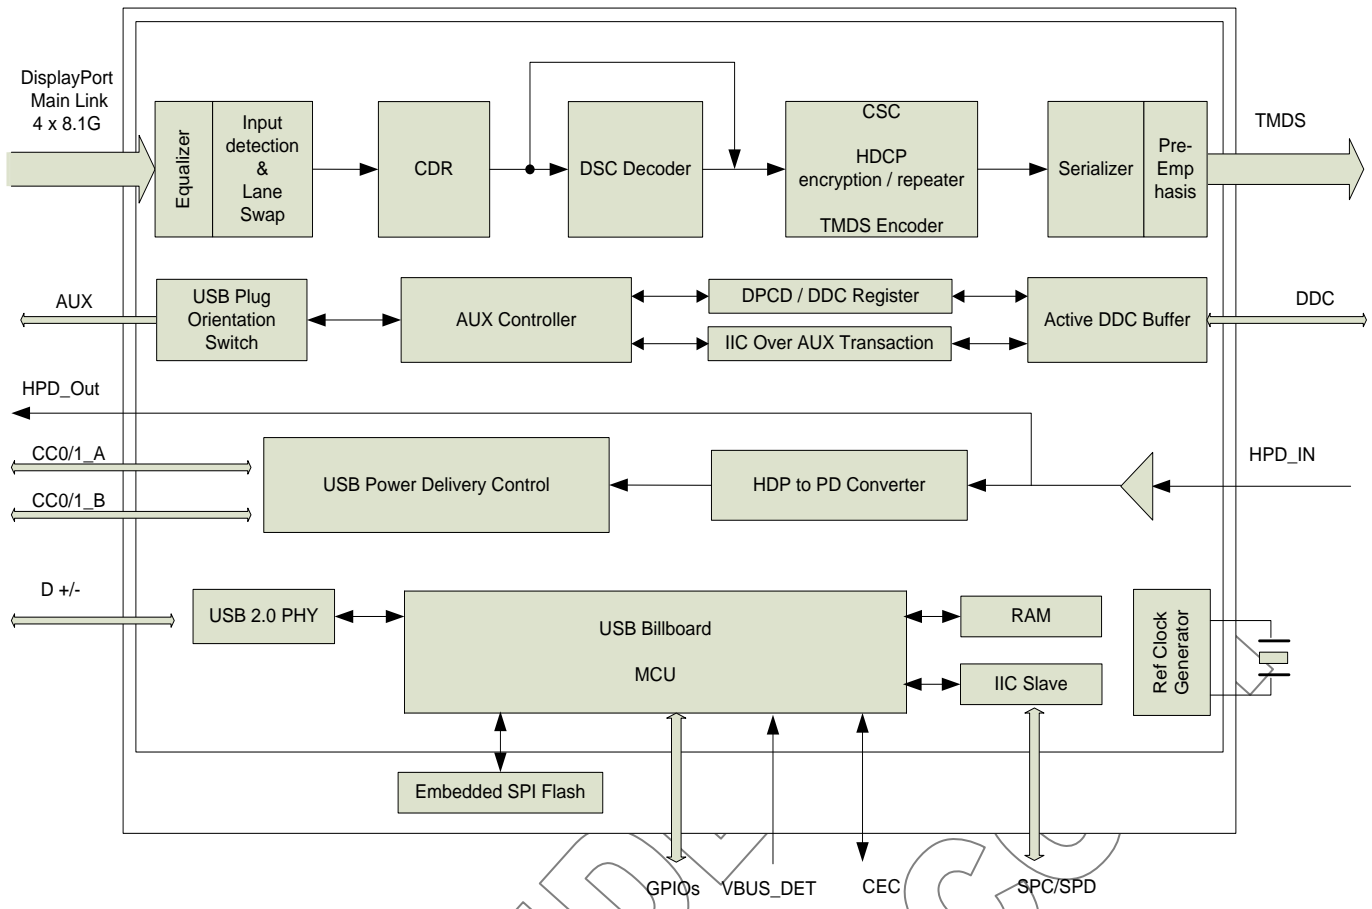 DisplayPort
Main Link
4 x 8.1G
Equalizer
Input
detection
&
Lane
Swap
CDR
DSC Decoder
CSC
HDCP
encryption / repeater
TMDS Encoder
Serializer
Pre-
Emp
hasis
TMDS
AUX
USB Plug
Orientation
Switch
AUX Controller
DPCD / DDC Register
IIC Over AUX Transaction
Active DDC Buffer
DDC
HPD_Out
CC0/1_A
CC0/1_B
USB Power Delivery Control
HDP to PD Converter
HPD_IN
D +/-
USB 2.0 PHY
USB Billboard
MCU
RAM
IIC Slave
Ref Clock
Generator
Embedded SPI Flash
GPIOs
VBUS_DET
CEC
SPC/SPD